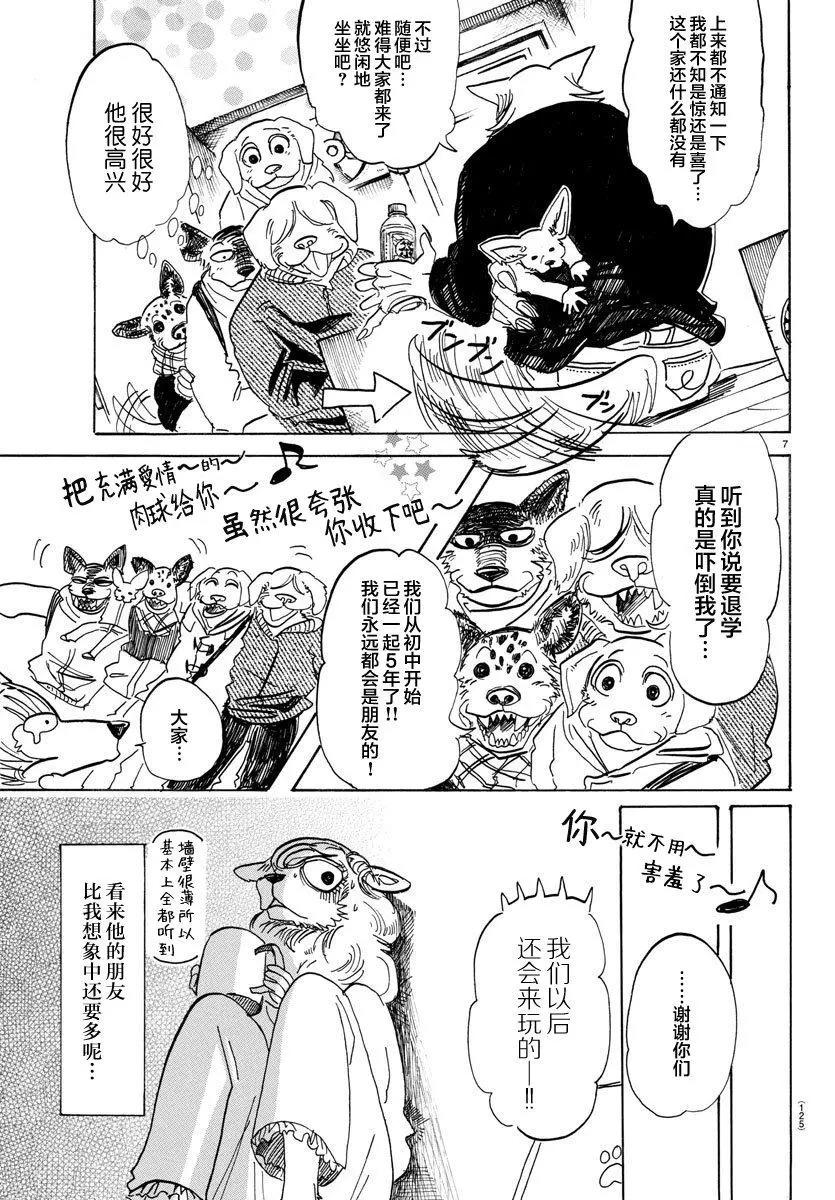 上来都不通知一下
我都不知是惊还是喜了…
这个家还什么都没有
不过
随便吧…
难得大家都来了
就悠闲地
坐坐吧？
很好很好
他很高兴
ブンブン
ブンブン
7
听到你说要退学
真的是吓倒我了…
我们从初中开始
已经一起5年了!!
我们永远都会是朋友的！
把充满爱情～的～
肉球给你～
虽然很夸张
你收下吧～
大家…
你～就不用～
害羞了～
……谢谢
你们
我们以后
还会来玩
的—!!
墙壁很薄所以
基本上全都听到
看来他的朋友
比我想象中还要多呢…
(125)